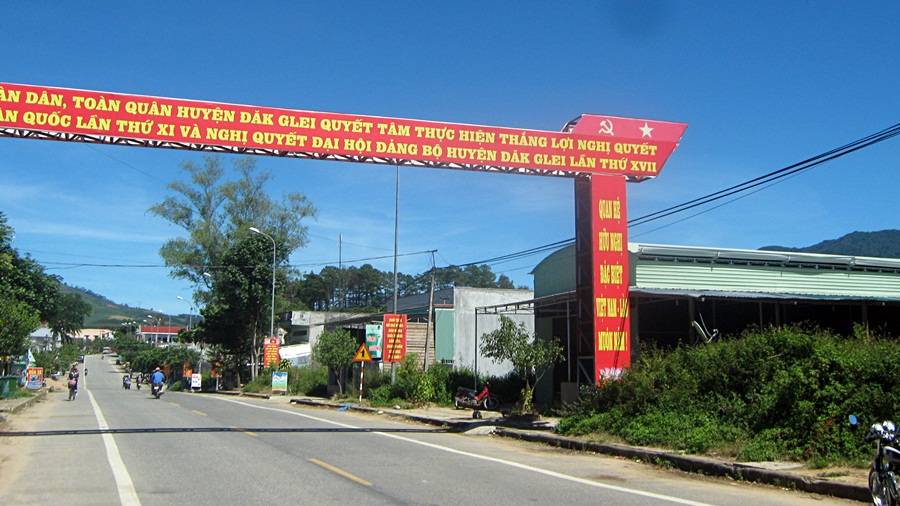 ÀN DÂN, TOÀN QUÂN HUYỆN ĐĂK GLEI QUYẾT TÂM THỰC HIỆN THẮNG LỢI NGHỊ QUYẾT
ÀN QUỐC LẦN THỨ XI VÀ NGHỊ QUYẾT ĐẠI HỘI ĐẢNG BỘ HUYỆN ĐĂK GLEI LẦN THỨ XVII
QUAN HỆ
HỮU NGHỊ
ĐẶC BIỆT
VIỆT NAM - LÀO
MUÔN NĂM